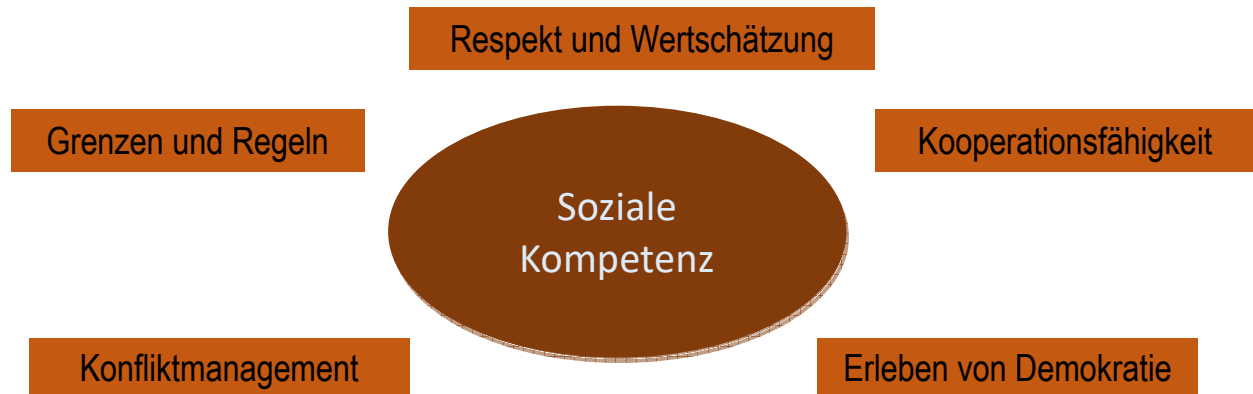 Respekt und Wertschätzung
Grenzen und Regeln
Kooperationsfähigkeit
Soziale
Kompetenz
Konfliktmanagement
Erleben von Demokratie